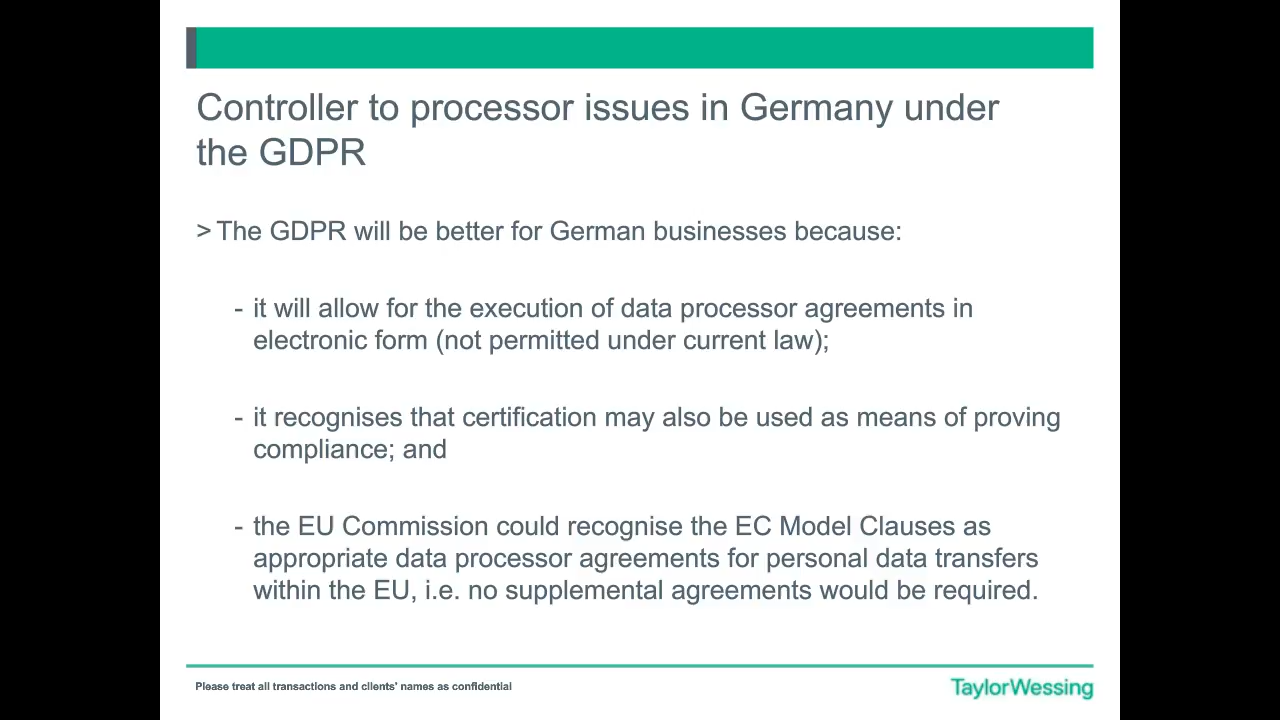 Controller to processor issues in Germany under
the GDPR
> The GDPR will be better for German businesses because:
- it will allow for the execution of data processor agreements in
electronic form (not permitted under current law);
- it recognises that certification may also be used as means of proving
compliance; and
- the EU Commission could recognise the EC Model Clauses as
appropriate data processor agreements for personal data transfers
within the EU, i.e. no supplemental agreements would be required.
Please treat all transactions and clients' names as confidential
TaylorWessing